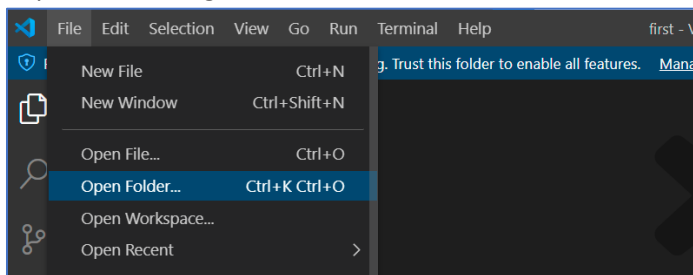 File Edit Selection View Go Run Terminal Help first - V
g. Trust this folder to enable all features. Mana
New File Ctrl+N
New Window Ctrl+Shift+N
Open File... Ctrl+O
Open Folder... Ctrl+K Ctrl+O
Open Workspace...
Open Recent >